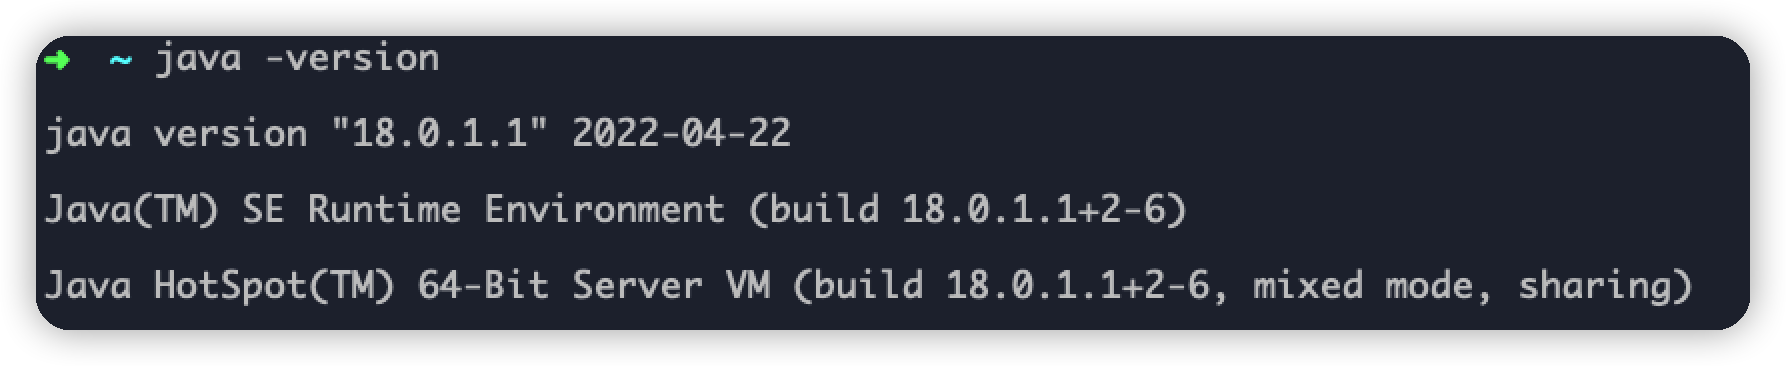 ➜ ~ java -version
java version "18.0.1.1" 2022-04-22
Java(TM) SE Runtime Environment (build 18.0.1.1+2-6)
Java HotSpot(TM) 64-Bit Server VM (build 18.0.1.1+2-6, mixed mode, sharing)